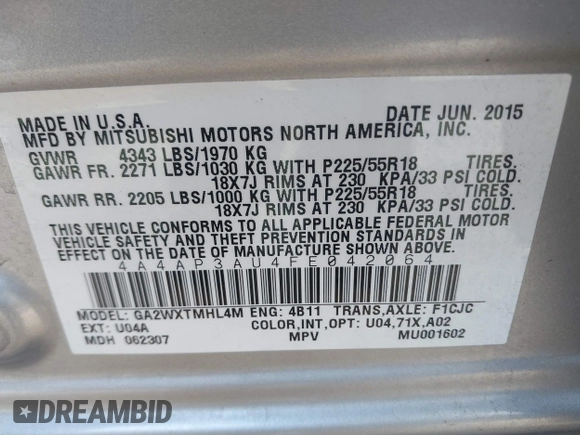 MADE IN U.S.A. DATE JUN. 2015
MFD BY MITSUBISHI MOTORS NORTH AMERICA, INC.
GVWR 4343 LBS/1970 KG
GAWR FR. 2271 LBS/1030 KG WITH P225/55R18 TIRES.
18X7J RIMS AT 230 KPA/33 PSI COLD.
GAWR RR. 2205 LBS/1000 KG WITH P225/55R18 TIRES.
18X7J RIMS AT 230 KPA/33 PSI COLD.
THIS VEHICLE CONFORMS TO ALL APPLICABLE FEDERAL MOTOR
VEHICLE SAFETY AND THEFT PREVENTION STANDARDS IN
EFFECT ON THE DATE OF MANUFACTURE SHOWN ABOVE.
4A4AP3AU4FE042064
MODEL: GA2WXTMHL4M ENG: 4B11 TRANS,AXLE: F1CJC
EXT: U04A COLOR,INT,OPT: U04,71X,A02
MDH 062307 MPV MU001602
DREAMBID